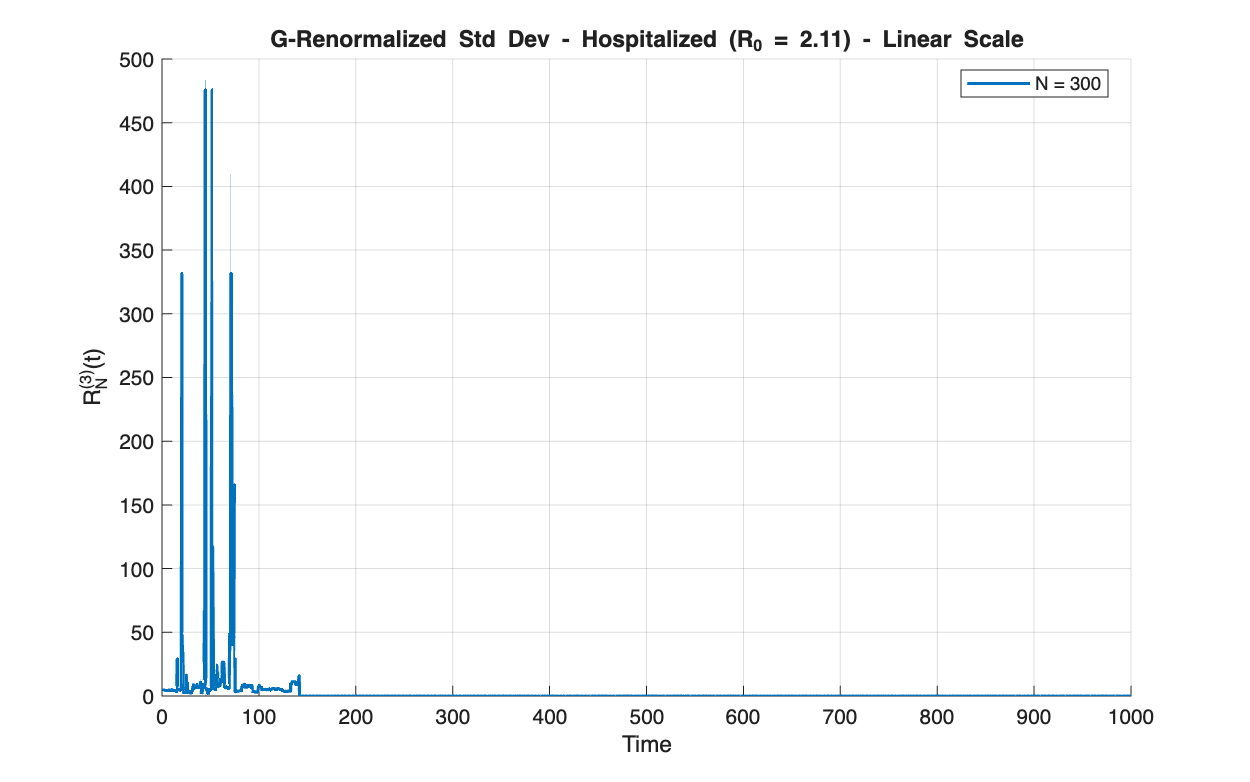 G-Renormalized Std Dev - Hospitalized (R₀ = 2.11) - Linear Scale
N = 300
500
450
400
350
300
250
200
150
100
50
0
R_N^(3)(t)
0 100 200 300 400 500 600 700 800 900 1000
Time